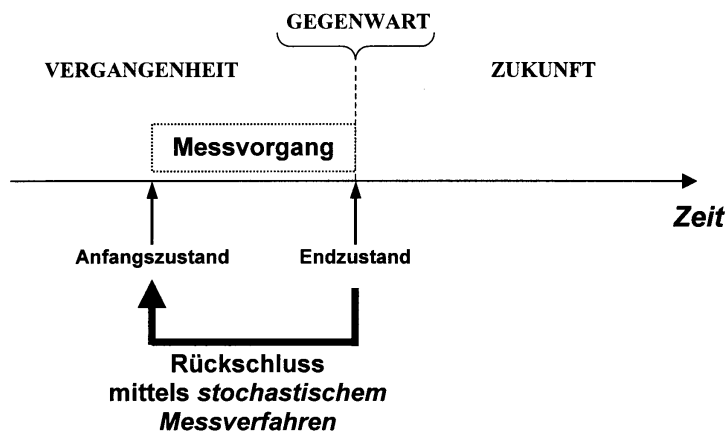 GEGENWART
VERGANGENHEIT
ZUKUNFT
Messvorgang
Zeit
Anfangszustand
Endzustand
Rückschluss
mittels stochastischem
Messverfahren